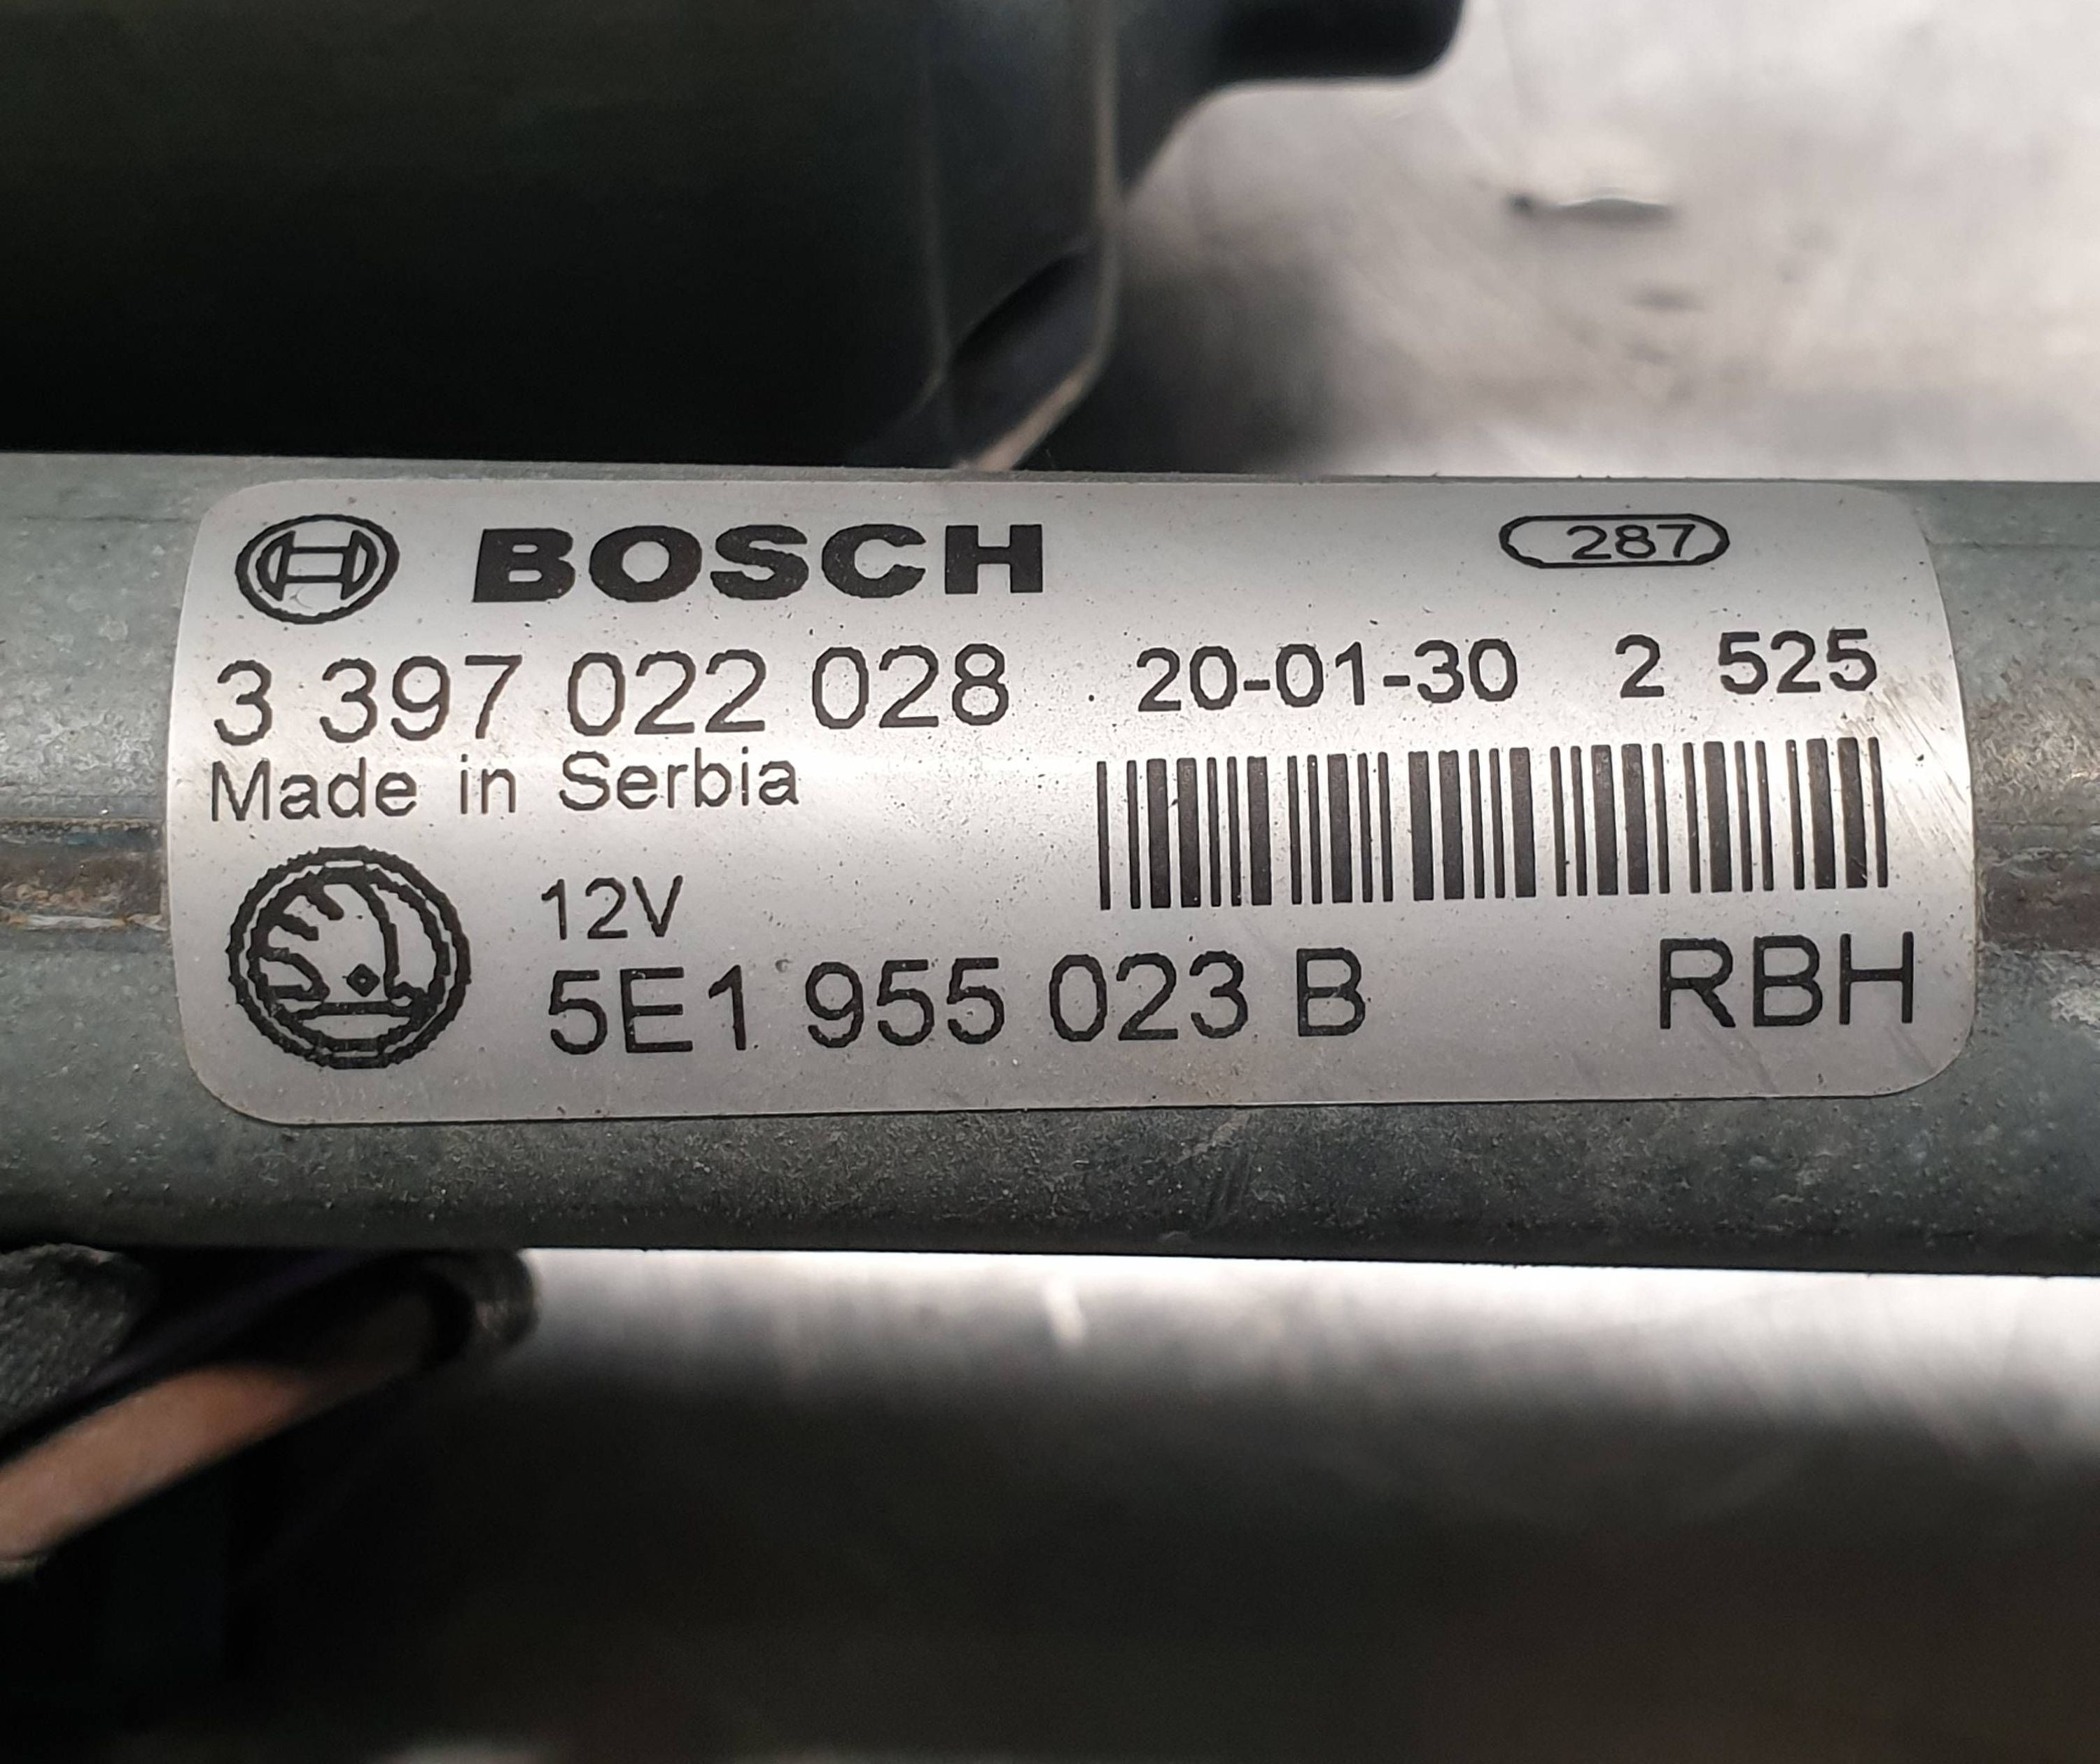 BOSCH 287
3 397 022 028 20-01-30 2 525
Made in Serbia
12V
5E1 955 023 B RBH